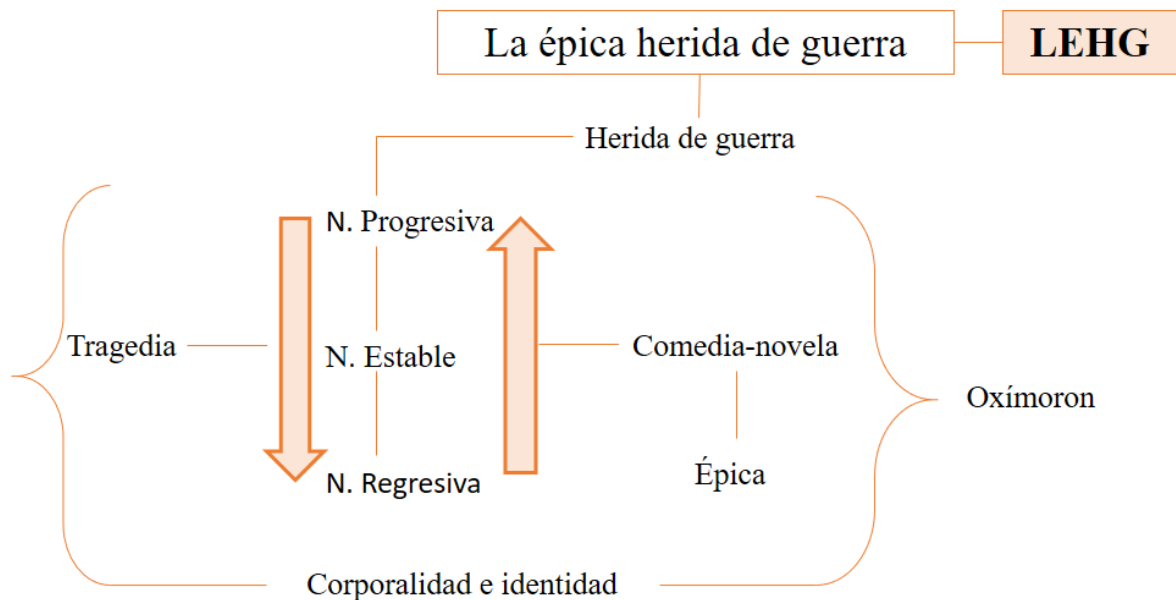 La épica herida de guerra
LEHG
Herida de guerra
N. Progresiva
Tragedia
N. Estable
Comedia-novela
Oxímoron
Épica
N. Regresiva
Corporalidad e identidad